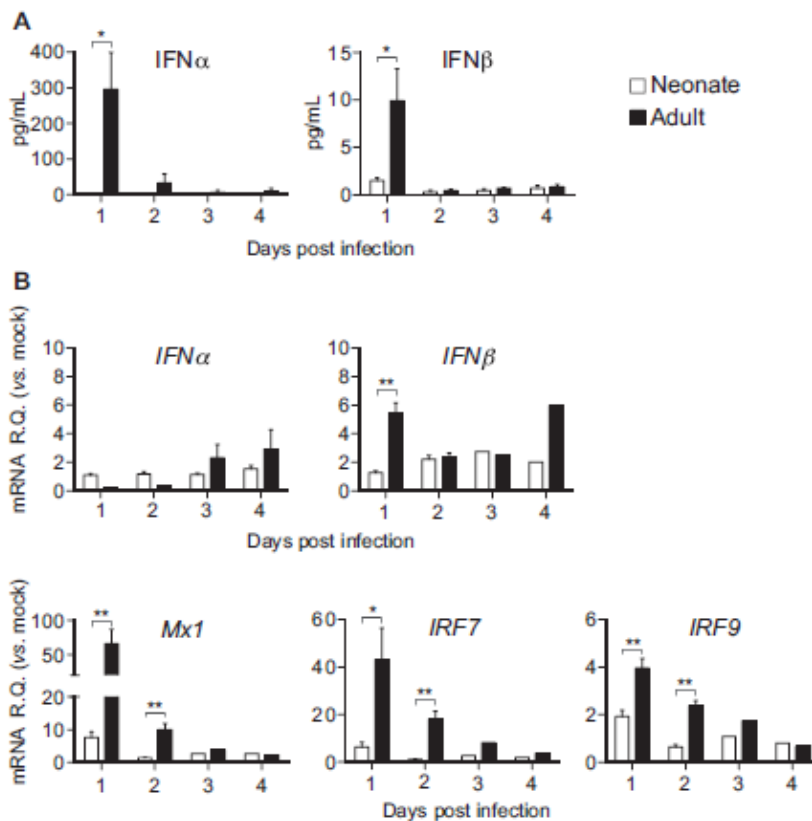 A
IFNα
IFNβ
* *
pg/mL
400
300
200
100
0
1 2 3 4
pg/mL
15
10
5
0
1 2 3 4
Neonate
Adult
Days post infection
B
mRNA R.Q. (vs. mock)
IFNα
10
8
6
4
2
0
1 2 3 4
IFNβ
**
10
8
6
4
2
0
1 2 3 4
Days post infection
mRNA R.Q. (vs. mock)
Mx1
** **
100
50
20
10
0
1 2 3 4
IRF7
* **
60
40
20
0
1 2 3 4
IRF9
** **
6
4
2
0
1 2 3 4
Days post infection